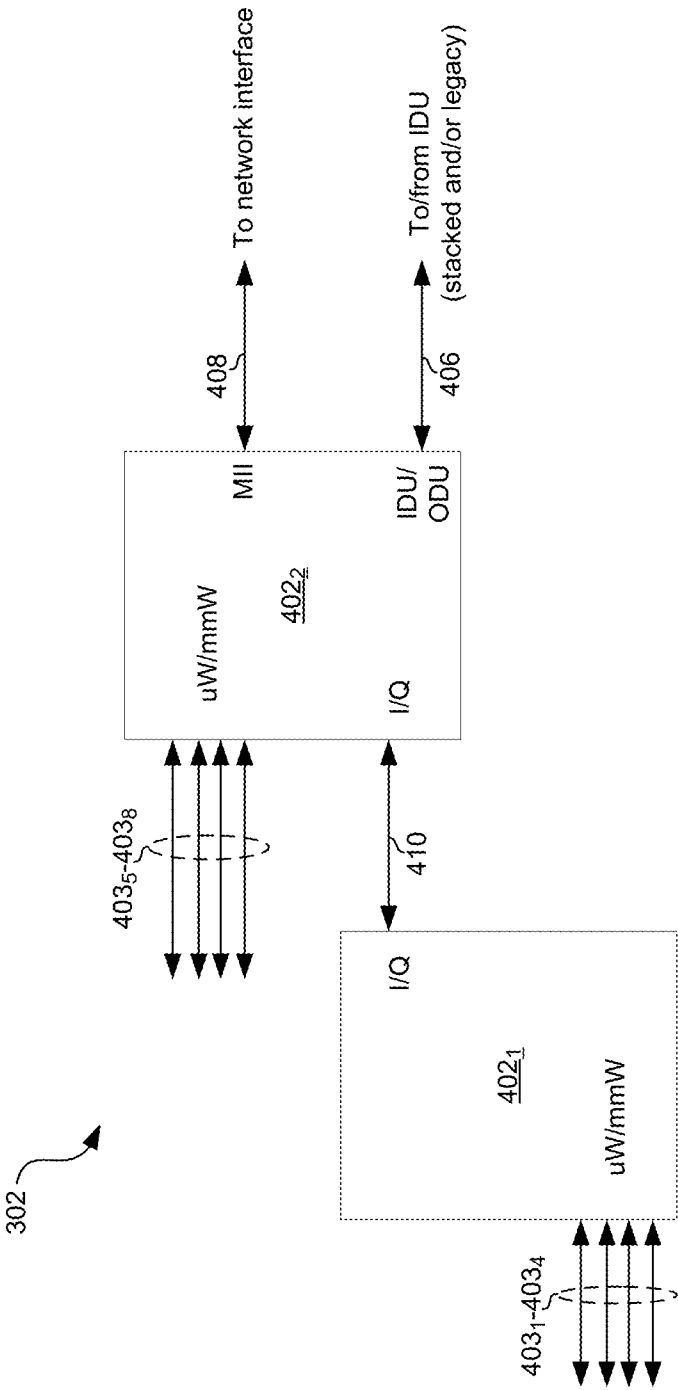 302
403₅-403₈
uW/mmW
MII
408
To network interface
402₂
I/Q
IDU/
ODU
406
To/from IDU
(stacked and/or legacy)
410
I/Q
402₁
uW/mmW
403₁-403₄